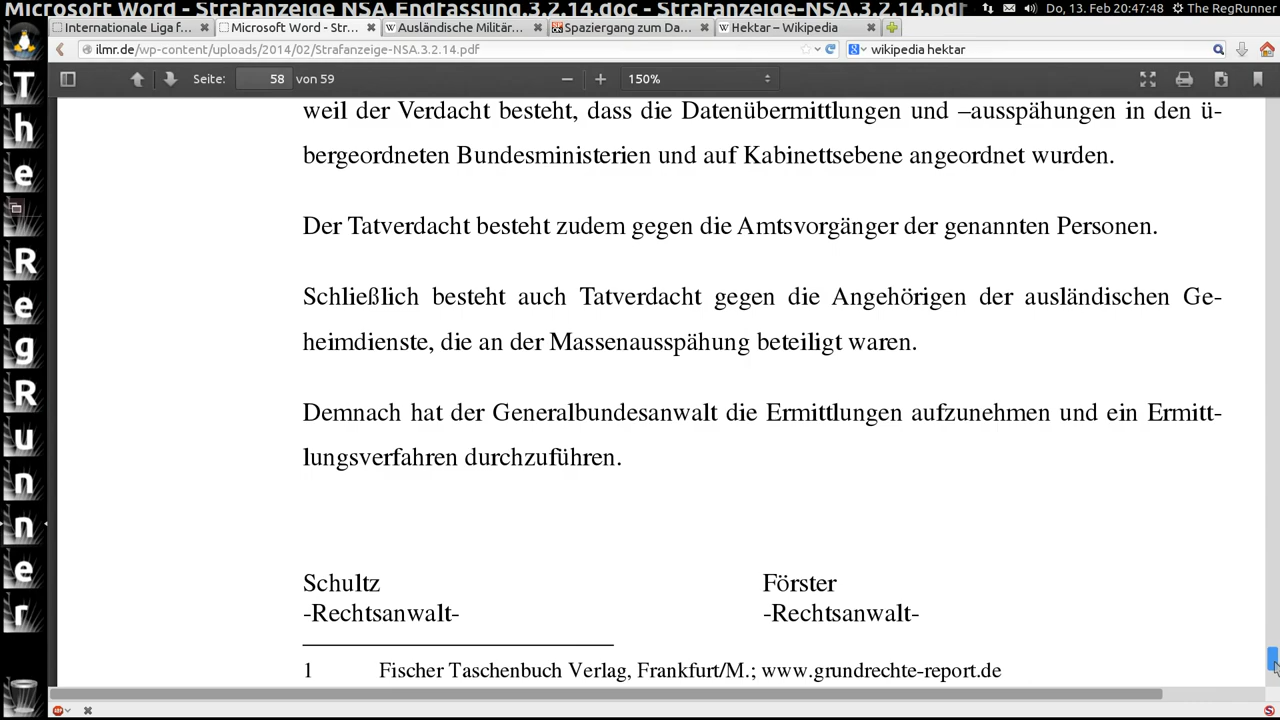 Microsoft Word - Strafanzeige NSA.Endfassung.3.2.14.doc - Strafanzeige-NSA.3.2.14.pdf
Do, 13. Feb 20:47:48 The RegRunner
Internationale Liga f…
Microsoft Word - Str…
Ausländische Militär…
Spaziergang zum Da…
Hektar – Wikipedia
ilmr.de/wp-content/uploads/2014/02/Strafanzeige-NSA.3.2.14.pdf
wikipedia hektar
Seite: 58 von 59
150%
T
h
e
R
e
g
R
u
n
n
e
r
weil der Verdacht besteht, dass die Datenübermittlungen und –ausspähungen in den ü-
bergeordneten Bundesministerien und auf Kabinettsebene angeordnet wurden.
Der Tatverdacht besteht zudem gegen die Amtsvorgänger der genannten Personen.
Schließlich besteht auch Tatverdacht gegen die Angehörigen der ausländischen Ge-
heimdienste, die an der Massenausspähung beteiligt waren.
Demnach hat der Generalbundesanwalt die Ermittlungen aufzunehmen und ein Ermitt-
lungsverfahren durchzuführen.
Schultz
-Rechtsanwalt-
Förster
-Rechtsanwalt-
1 Fischer Taschenbuch Verlag, Frankfurt/M.; www.grundrechte-report.de